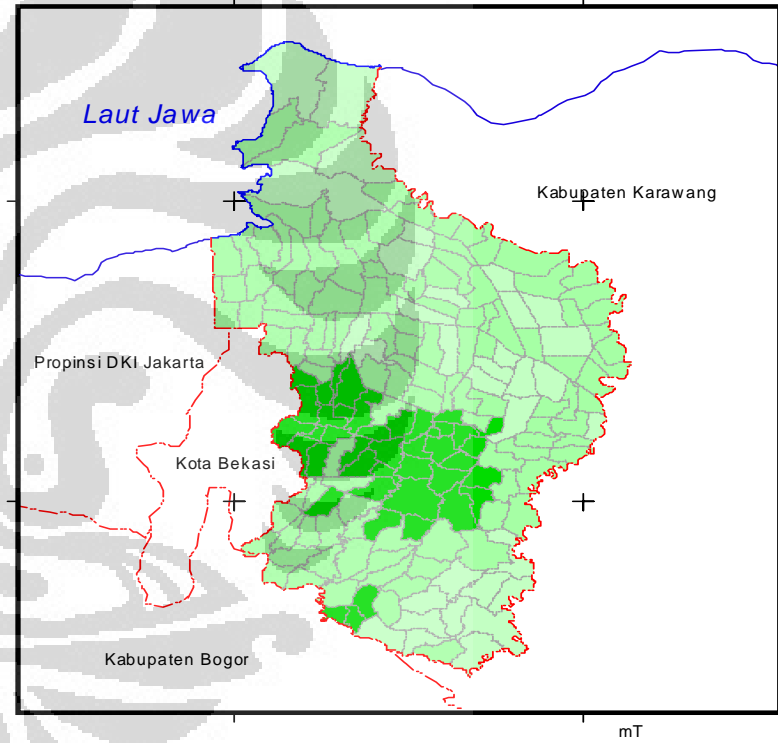 Laut Jawa
Kabupaten Karawang
Propinsi DKI Jakarta
Kota Bekasi
Kabupaten Bogor
mT